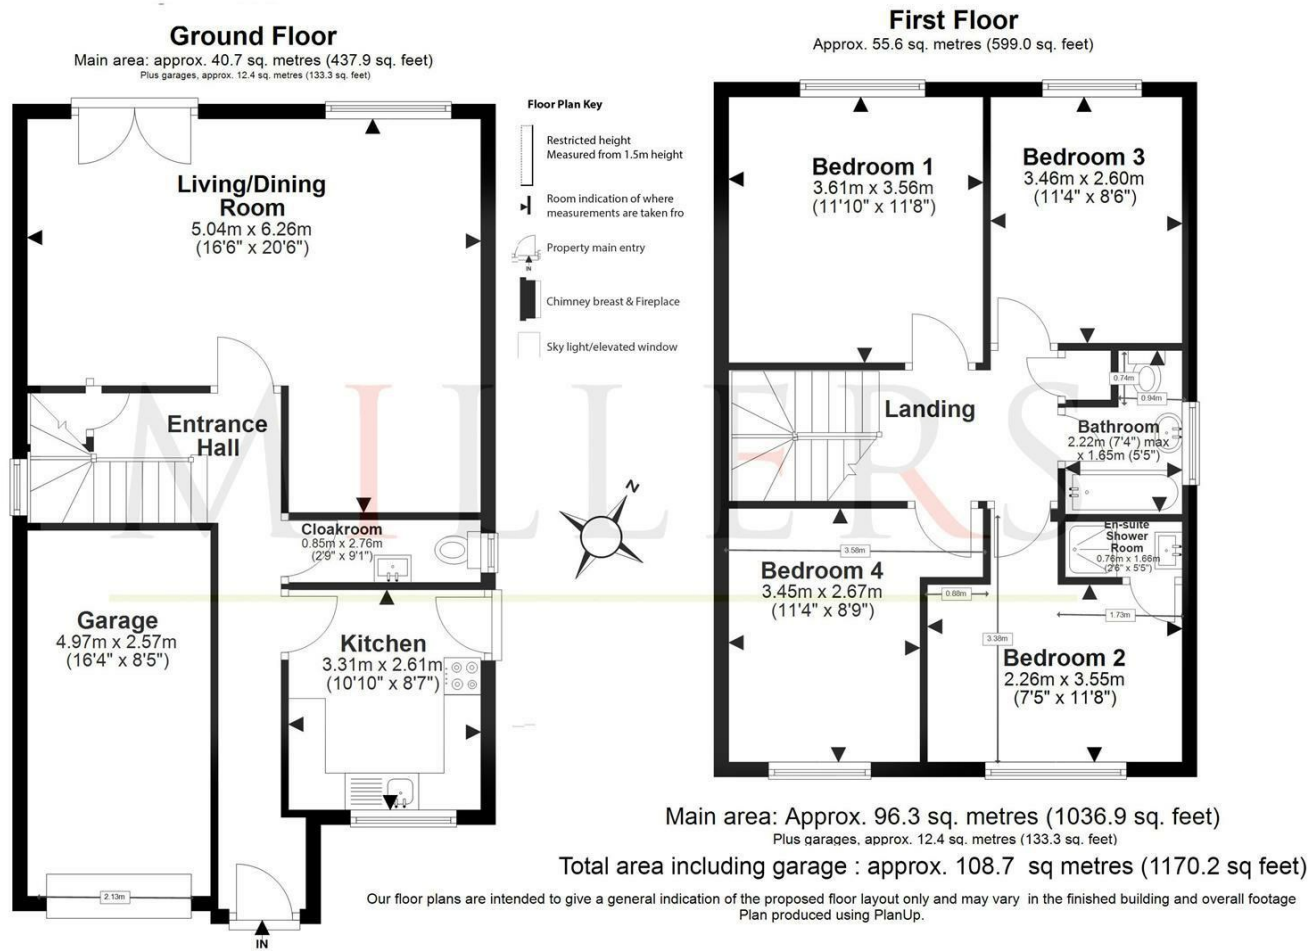 Ground Floor
Main area: approx. 40.7 sq. metres (437.9 sq. feet)
Plus garages, approx. 12.4 sq. metres (133.3 sq. feet)
Living/Dining
Room
5.04m x 6.26m
(16'6" x 20'6")
Entrance
Hall
Cloakroom
0.85m x 2.76m
(2'9" x 9'1")
Garage
4.97m x 2.57m
(16'4" x 8'5")
Kitchen
3.31m x 2.61m
(10'10" x 8'7")
2.13m
IN
Floor Plan Key
Restricted height
Measured from 1.5m height
Room indication of where
measurements are taken fro
Property main entry
IN
Chimney breast & Fireplace
Sky light/elevated window
N
MILLERS
First Floor
Approx. 55.6 sq. metres (599.0 sq. feet)
Bedroom 1
3.61m x 3.56m
(11'10" x 11'8")
Bedroom 3
3.46m x 2.60m
(11'4" x 8'6")
0.74m
0.94m
Landing
Bathroom
2.22m (7'4") max
x 1.65m (5'5")
En-suite
Shower
Room
0.76m x 1.66m
(2'6" x 5'5")
3.58m
Bedroom 4
3.45m x 2.67m
(11'4" x 8'9")
0.88m
1.73m
3.38m
Bedroom 2
2.26m x 3.55m
(7'5" x 11'8")
Main area: Approx. 96.3 sq. metres (1036.9 sq. feet)
Plus garages, approx. 12.4 sq. metres (133.3 sq. feet)
Total area including garage : approx. 108.7 sq metres (1170.2 sq feet)
Our floor plans are intended to give a general indication of the proposed floor layout only and may vary in the finished building and overall footage
Plan produced using PlanUp.